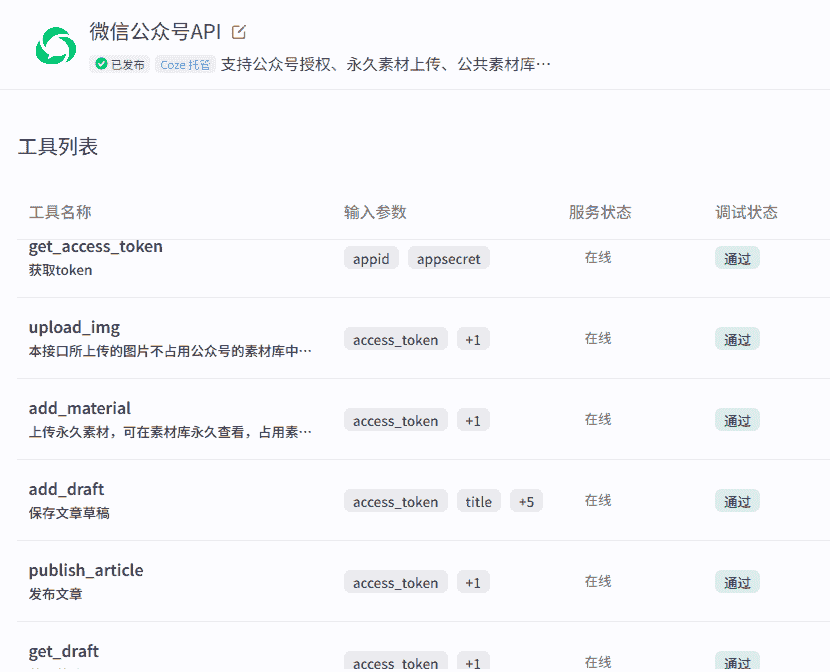 微信公众号API
已发布 Coze 托管 支持公众号授权、永久素材上传、公共素材库…
工具列表
工具名称 输入参数 服务状态 调试状态
get_access_token
获取token
appid appsecret 在线 通过
upload_img
本接口所上传的图片不占用公众号的素材库中…
access_token +1 在线 通过
add_material
上传永久素材，可在素材库永久查看，占用素…
access_token +1 在线 通过
add_draft
保存文章草稿
access_token title +5 在线 通过
publish_article
发布文章
access_token +1 在线 通过
get_draft
access_token +1 在线 通过